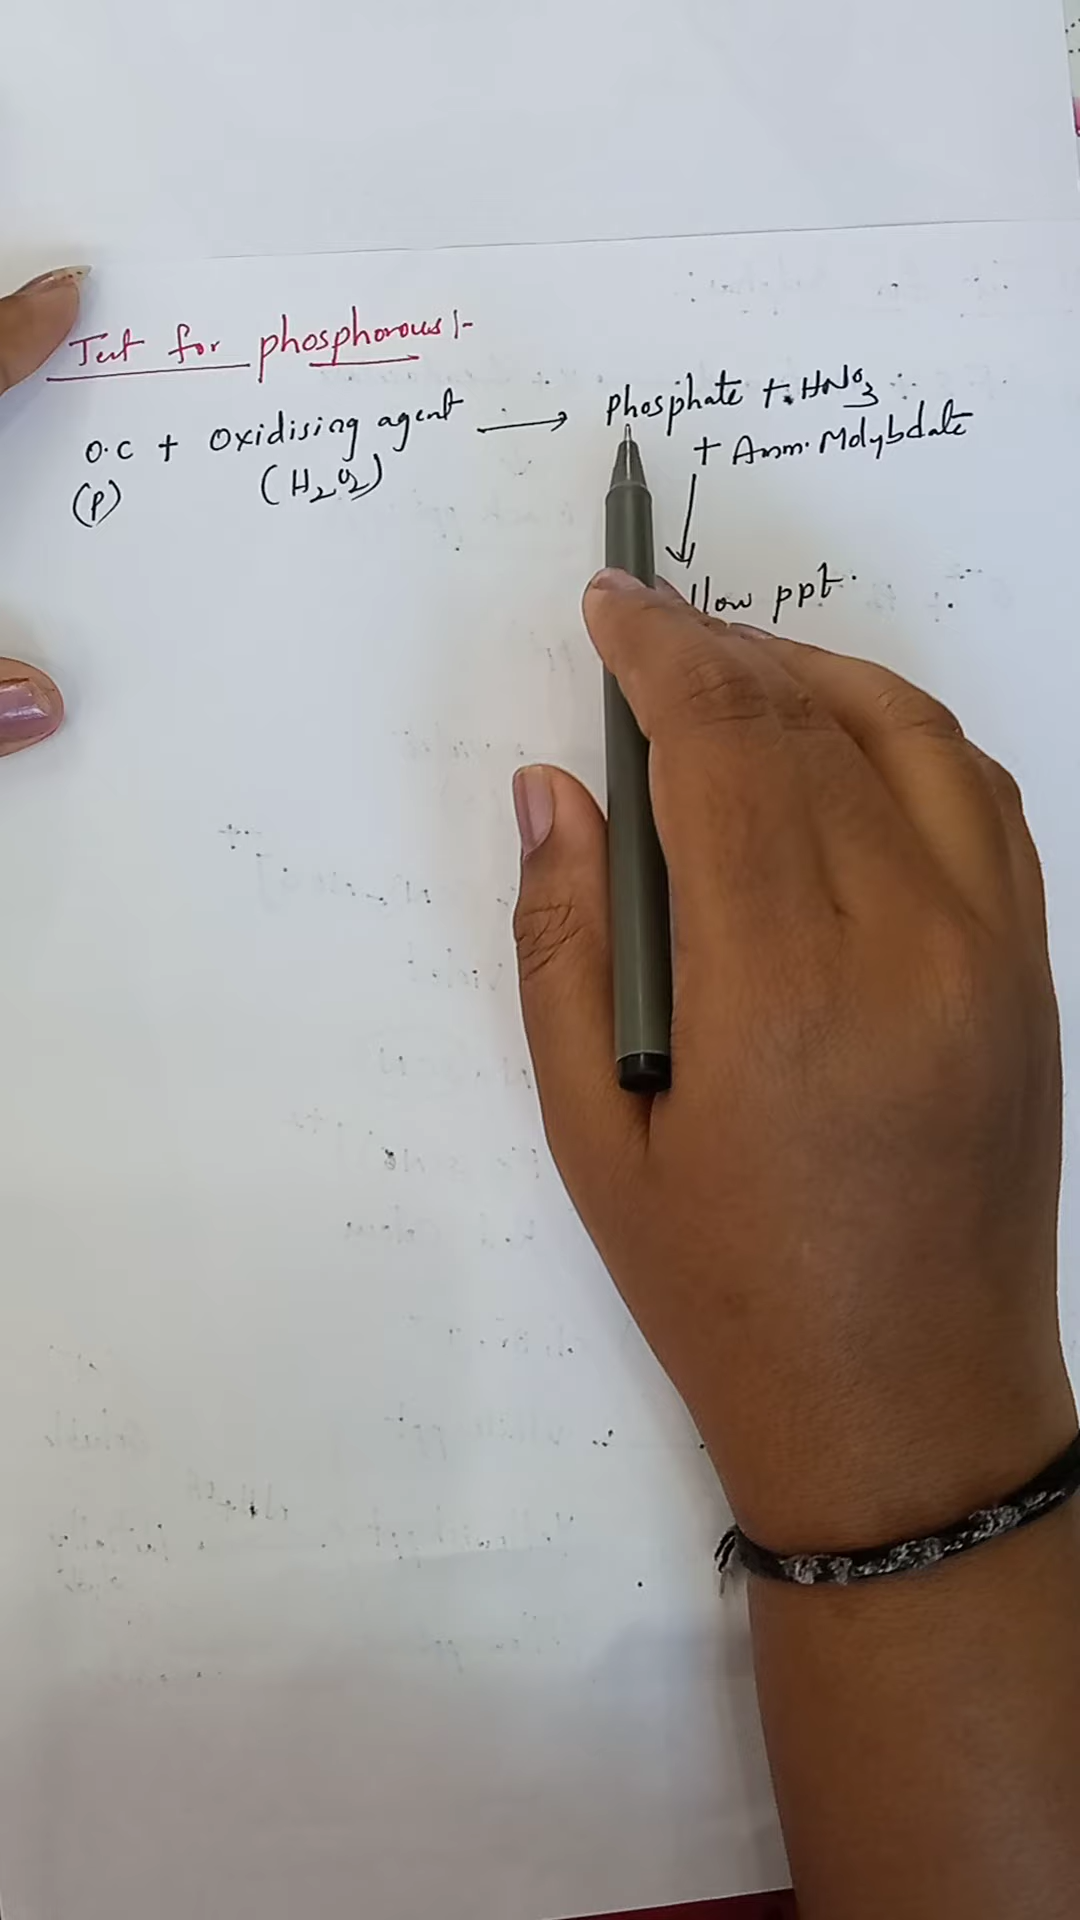 Test for phosphorous :-
O.C + Oxidising agent ⟶ phosphate + HNO3
(P) (H2O2) + Amm. Molybdate
↓
llow ppt.